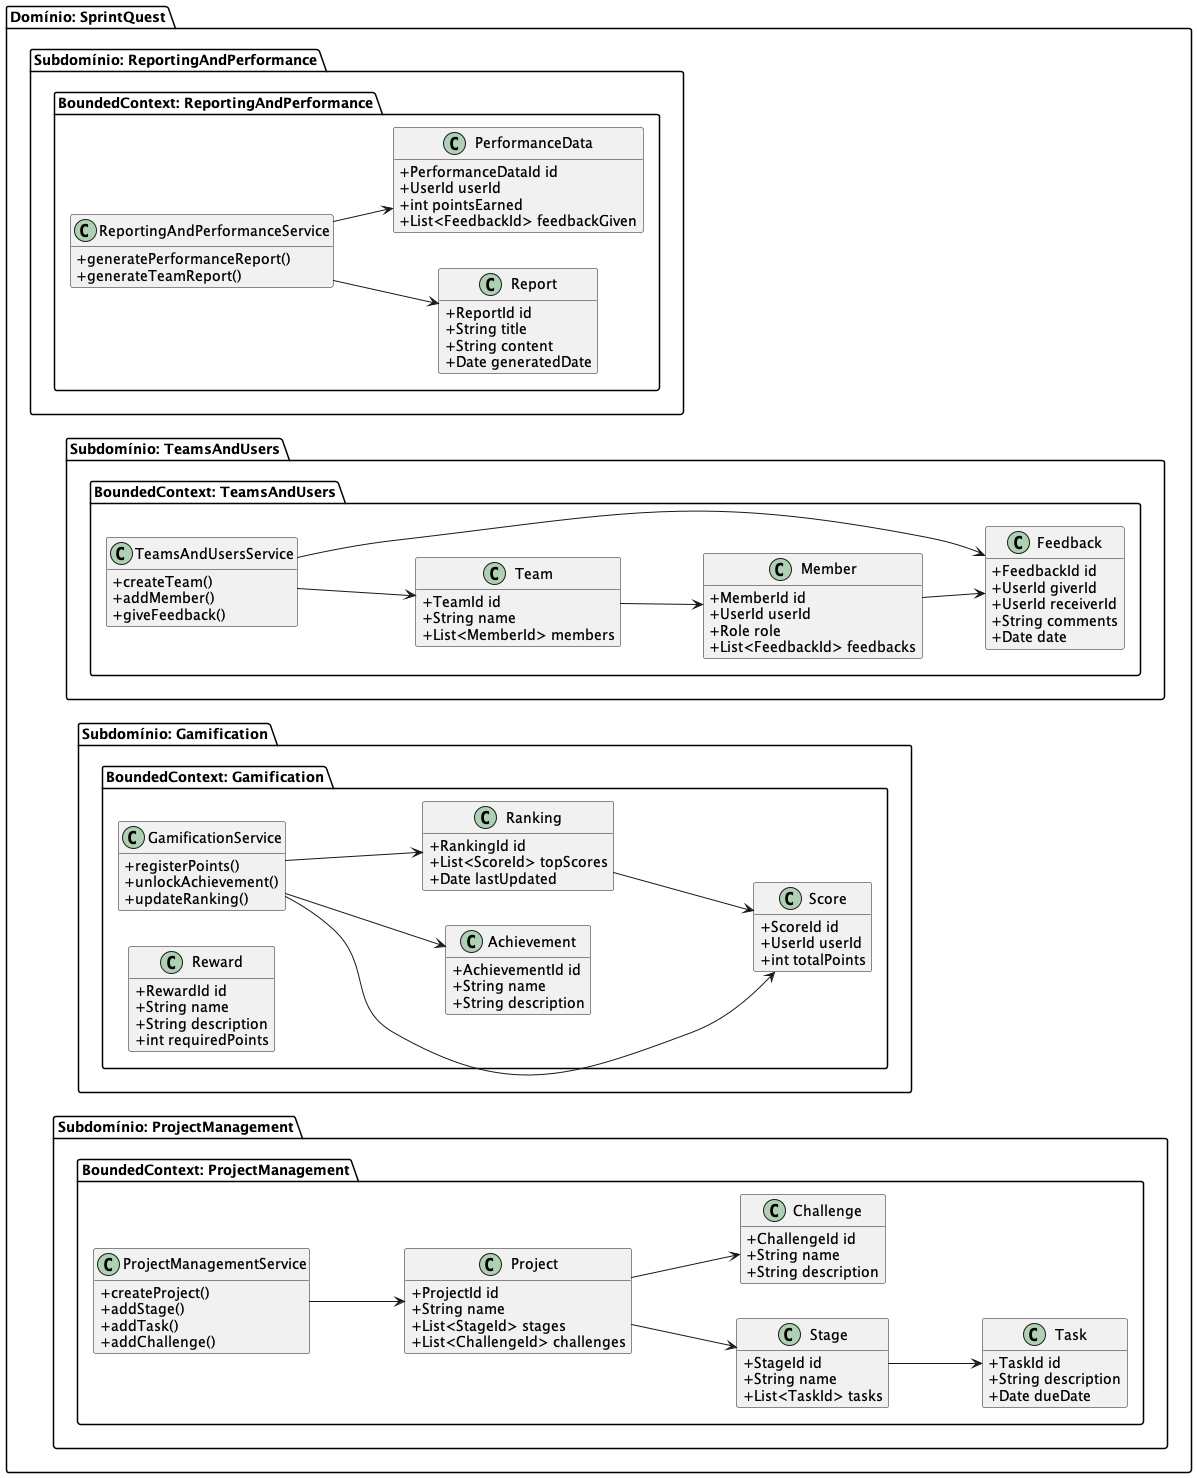 Domínio: SprintQuest
Subdomínio: ReportingAndPerformance
BoundedContext: ReportingAndPerformance
C PerformanceData
+PerformanceDataId id
+UserId userId
+int pointsEarned
+List<FeedbackId> feedbackGiven
C ReportingAndPerformanceService
+generatePerformanceReport()
+generateTeamReport()
C Report
+ReportId id
+String title
+String content
+Date generatedDate
Subdomínio: TeamsAndUsers
BoundedContext: TeamsAndUsers
C TeamsAndUsersService
+createTeam()
+addMember()
+giveFeedback()
C Team
+TeamId id
+String name
+List<MemberId> members
C Member
+MemberId id
+UserId userId
+Role role
+List<FeedbackId> feedbacks
C Feedback
+FeedbackId id
+UserId giverId
+UserId receiverId
+String comments
+Date date
Subdomínio: Gamification
BoundedContext: Gamification
C GamificationService
+registerPoints()
+unlockAchievement()
+updateRanking()
C Ranking
+RankingId id
+List<ScoreId> topScores
+Date lastUpdated
C Score
+ScoreId id
+UserId userId
+int totalPoints
C Achievement
+AchievementId id
+String name
+String description
C Reward
+RewardId id
+String name
+String description
+int requiredPoints
Subdomínio: ProjectManagement
BoundedContext: ProjectManagement
C ProjectManagementService
+createProject()
+addStage()
+addTask()
+addChallenge()
C Project
+ProjectId id
+String name
+List<StageId> stages
+List<ChallengeId> challenges
C Challenge
+ChallengeId id
+String name
+String description
C Stage
+StageId id
+String name
+List<TaskId> tasks
C Task
+TaskId id
+String description
+Date dueDate